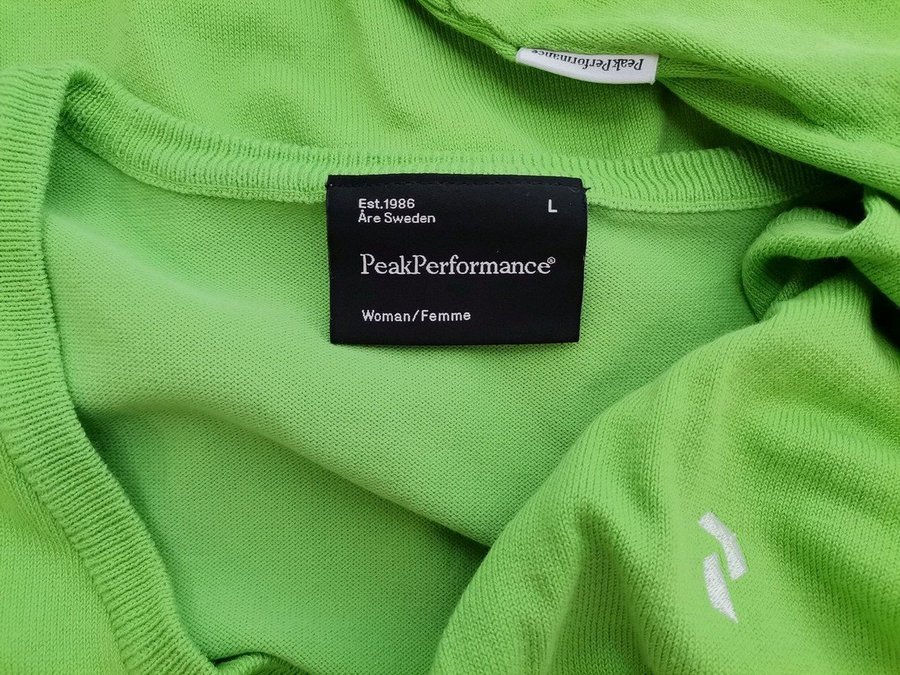 PeakPerformance
Est.1986
Åre Sweden
L
PeakPerformance®
Woman/Femme